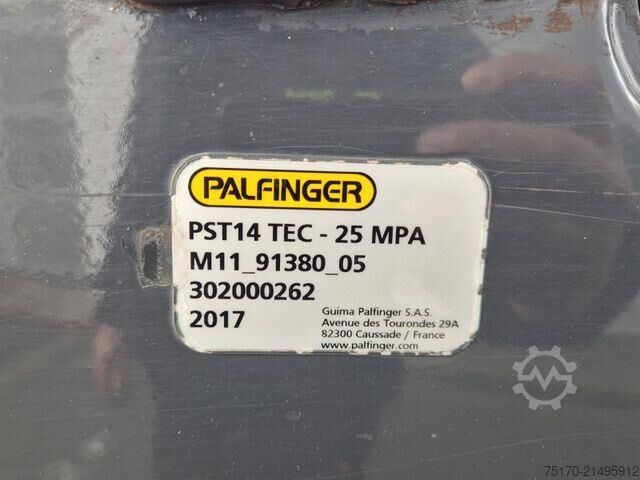 PALFINGER
PST14 TEC - 25 MPA
M11_91380_05
302000262
2017
Guima Palfinger S.A.S.
Avenue des Tourondes 29A
82300 Caussade / France
www.palfinger.com
75170-21495912